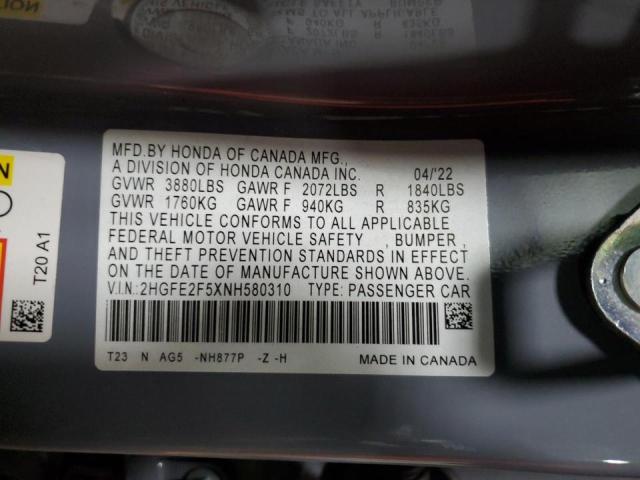 MFD.BY HONDA OF CANADA MFG.,
A DIVISION OF HONDA CANADA INC. 04/'22
GVWR 3880LBS GAWR F 2072LBS R 1840LBS
GVWR 1760KG GAWR F 940KG R 835KG
THIS VEHICLE CONFORMS TO ALL APPLICABLE
FEDERAL MOTOR VEHICLE SAFETY , BUMPER ,
AND THEFT PREVENTION STANDARDS IN EFFECT ON
THE DATE OF MANUFACTURE SHOWN ABOVE.
V.I.N.:2HGFE2F5XNH580310 TYPE: PASSENGER CAR
T23 N AG5 -NH877P -Z -H MADE IN CANADA
T20 A1